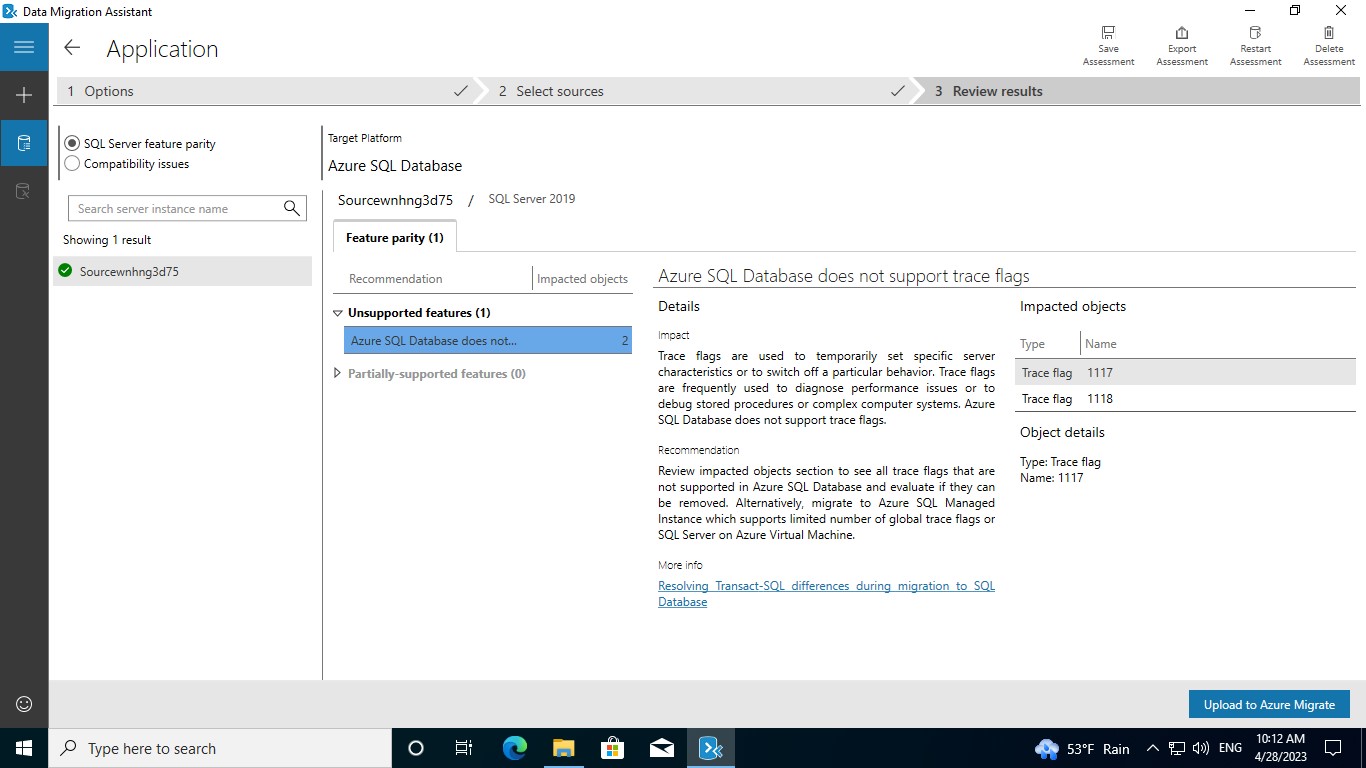 Data Migration Assistant
Application
Save
Assessment
Export
Assessment
Restart
Assessment
Delete
Assessment
1 Options
2 Select sources
3 Review results
SQL Server feature parity
Compatibility issues
Search server instance name
Showing 1 result
Sourcewnhng3d75
Target Platform
Azure SQL Database
Sourcewnhng3d75 / SQL Server 2019
Feature parity (1)
Recommendation
Impacted objects
Unsupported features (1)
Azure SQL Database does not... 2
Partially-supported features (0)
Azure SQL Database does not support trace flags
Details
Impact
Trace flags are used to temporarily set specific server
characteristics or to switch off a particular behavior. Trace flags
are frequently used to diagnose performance issues or to
debug stored procedures or complex computer systems. Azure
SQL Database does not support trace flags.
Recommendation
Review impacted objects section to see all trace flags that are
not supported in Azure SQL Database and evaluate if they can
be removed. Alternatively, migrate to Azure SQL Managed
Instance which supports limited number of global trace flags or
SQL Server on Azure Virtual Machine.
More info
Resolving Transact-SQL differences during migration to SQL
Database
Impacted objects
Type Name
Trace flag 1117
Trace flag 1118
Object details
Type: Trace flag
Name: 1117
Upload to Azure Migrate
Type here to search
53°F Rain
ENG
10:12 AM
4/28/2023